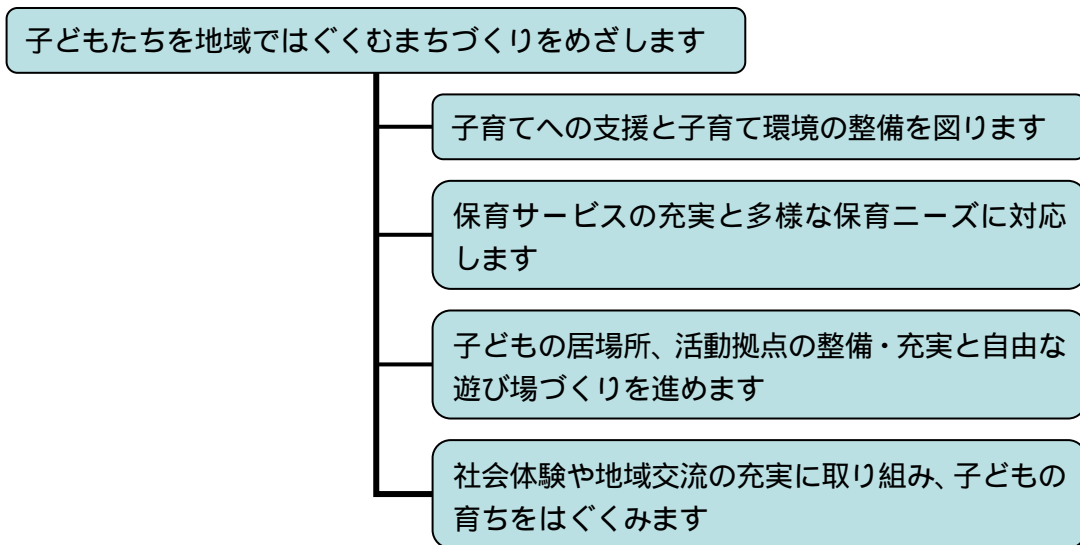 子どもたちを地域ではぐくむまちづくりをめざします
子育てへの支援と子育て環境の整備を図ります
保育サービスの充実と多様な保育ニーズに対応
します
子どもの居場所、活動拠点の整備・充実と自由な
遊び場づくりを進めます
社会体験や地域交流の充実に取り組み、子どもの
育ちをはぐくみます